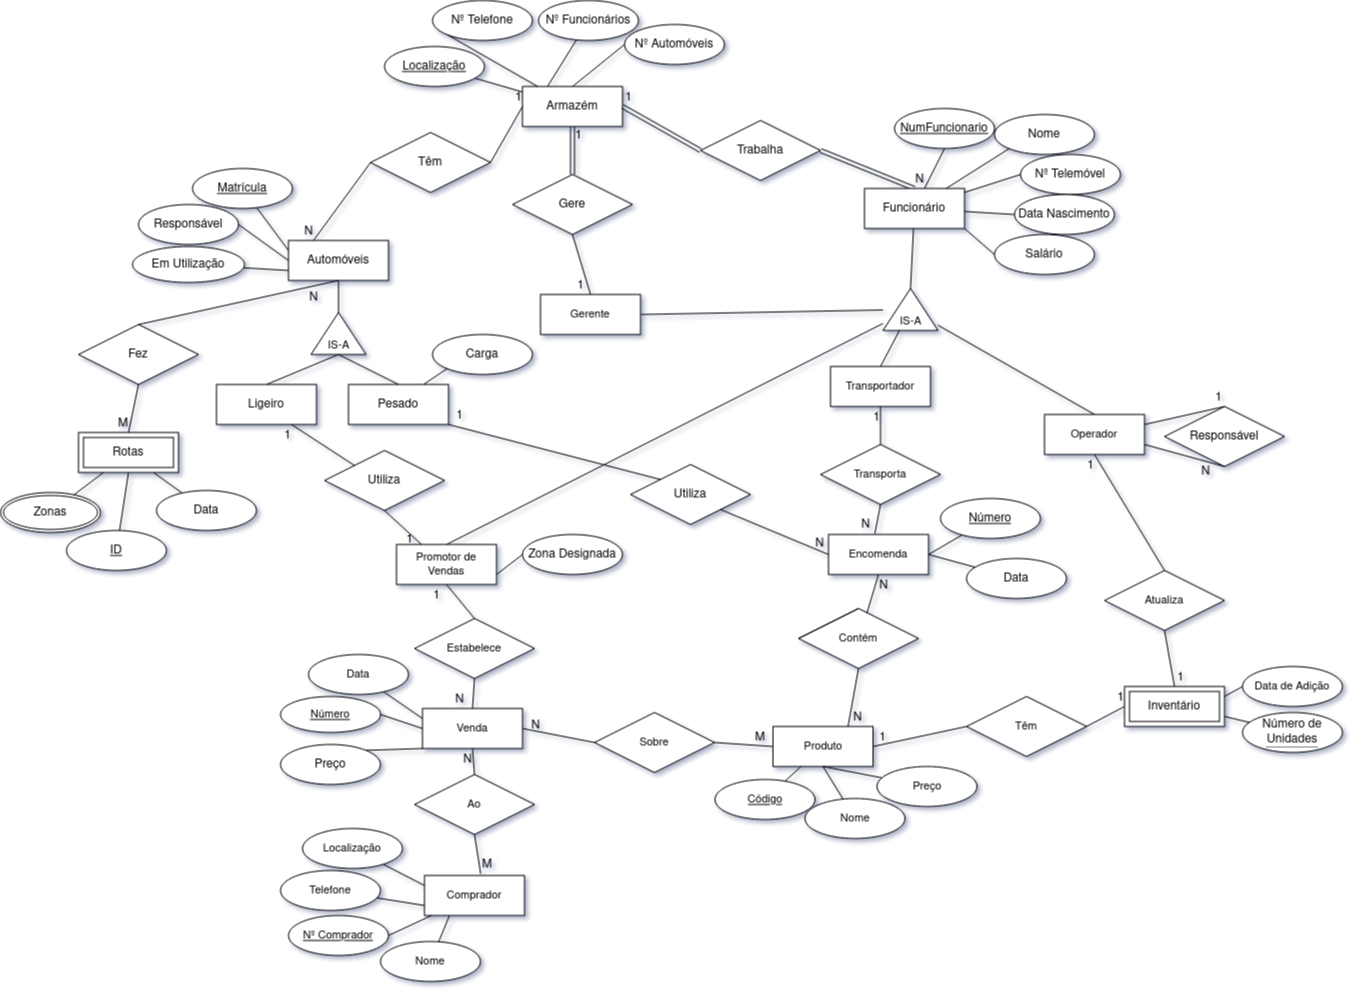 Nº Telefone
Nº Funcionários
Nº Automóveis
Localização
1
Armazém
1
1
NumFuncionario
Nome
Têm
Trabalha
Nº Telemóvel
Matrícula
N
Gere
Funcionário
Data Nascimento
Responsável
N
Salário
Em Utilização
Automóveis
N
1
Gerente
IS-A
IS-A
Fez
Carga
Transportador
Ligeiro
Pesado
1
1
1
M
1
Operador
Responsável
Rotas
1
N
Utiliza
Transporta
Utiliza
Zonas
Data
N
Número
ID
1
N
Promotor de
Vendas
Zona Designada
Encomenda
Data
1
N
Atualiza
Estabelece
Contém
Data
N
1
Data de Adição
Número
N
N
1
Inventário
Venda
M
1
Têm
Número de
Unidades
Sobre
Produto
Preço
N
Código
Preço
Ao
Nome
Localização
M
Telefone
Comprador
Nº Comprador
Nome